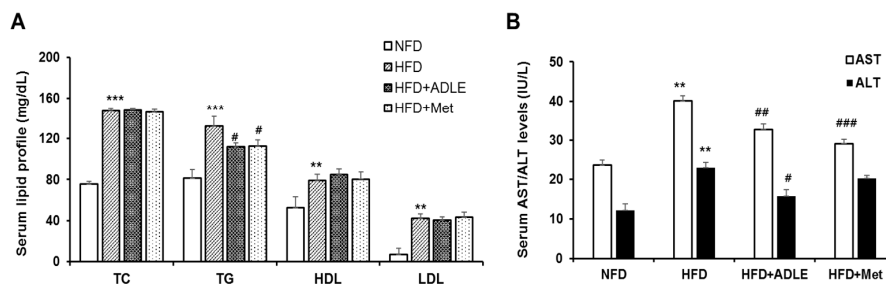 A
Serum lipid profile (mg/dL)
200
160
120
80
40
0
NFD
HFD
HFD+ADLE
HFD+Met
***
***
#
#
**
**
TC
TG
HDL
LDL
B
Serum AST/ALT levels (IU/L)
50
40
30
20
10
0
AST
ALT
**
**
##
#
###
NFD
HFD
HFD+ADLE
HFD+Met